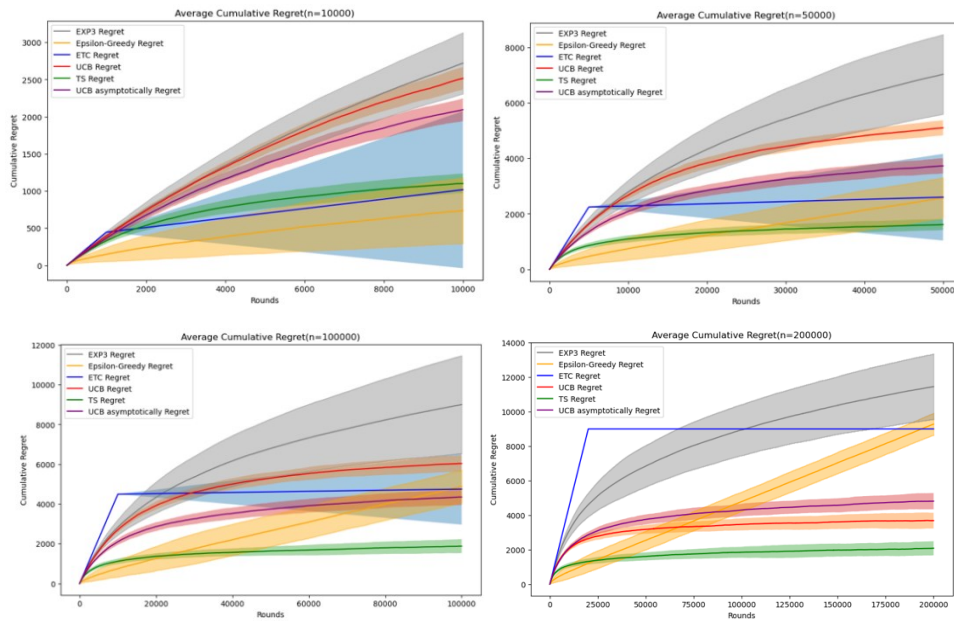 Average Cumulative Regret(n=10000)
EXP3 Regret
Epsilon-Greedy Regret
ETC Regret
UCB Regret
TS Regret
UCB asymptotically Regret
Cumulative Regret
3000
2500
2000
1500
1000
500
0
0 2000 4000 6000 8000 10000
Rounds
Average Cumulative Regret(n=50000)
EXP3 Regret
Epsilon-Greedy Regret
ETC Regret
UCB Regret
TS Regret
UCB asymptotically Regret
Cumulative Regret
8000
6000
4000
2000
0
0 10000 20000 30000 40000 50000
Rounds
Average Cumulative Regret(n=100000)
EXP3 Regret
Epsilon-Greedy Regret
ETC Regret
UCB Regret
TS Regret
UCB asymptotically Regret
Cumulative Regret
12000
10000
8000
6000
4000
2000
0
0 20000 40000 60000 80000 100000
Rounds
Average Cumulative Regret(n=200000)
EXP3 Regret
Epsilon-Greedy Regret
ETC Regret
UCB Regret
TS Regret
UCB asymptotically Regret
Cumulative Regret
14000
12000
10000
8000
6000
4000
2000
0
0 25000 50000 75000 100000 125000 150000 175000 200000
Rounds